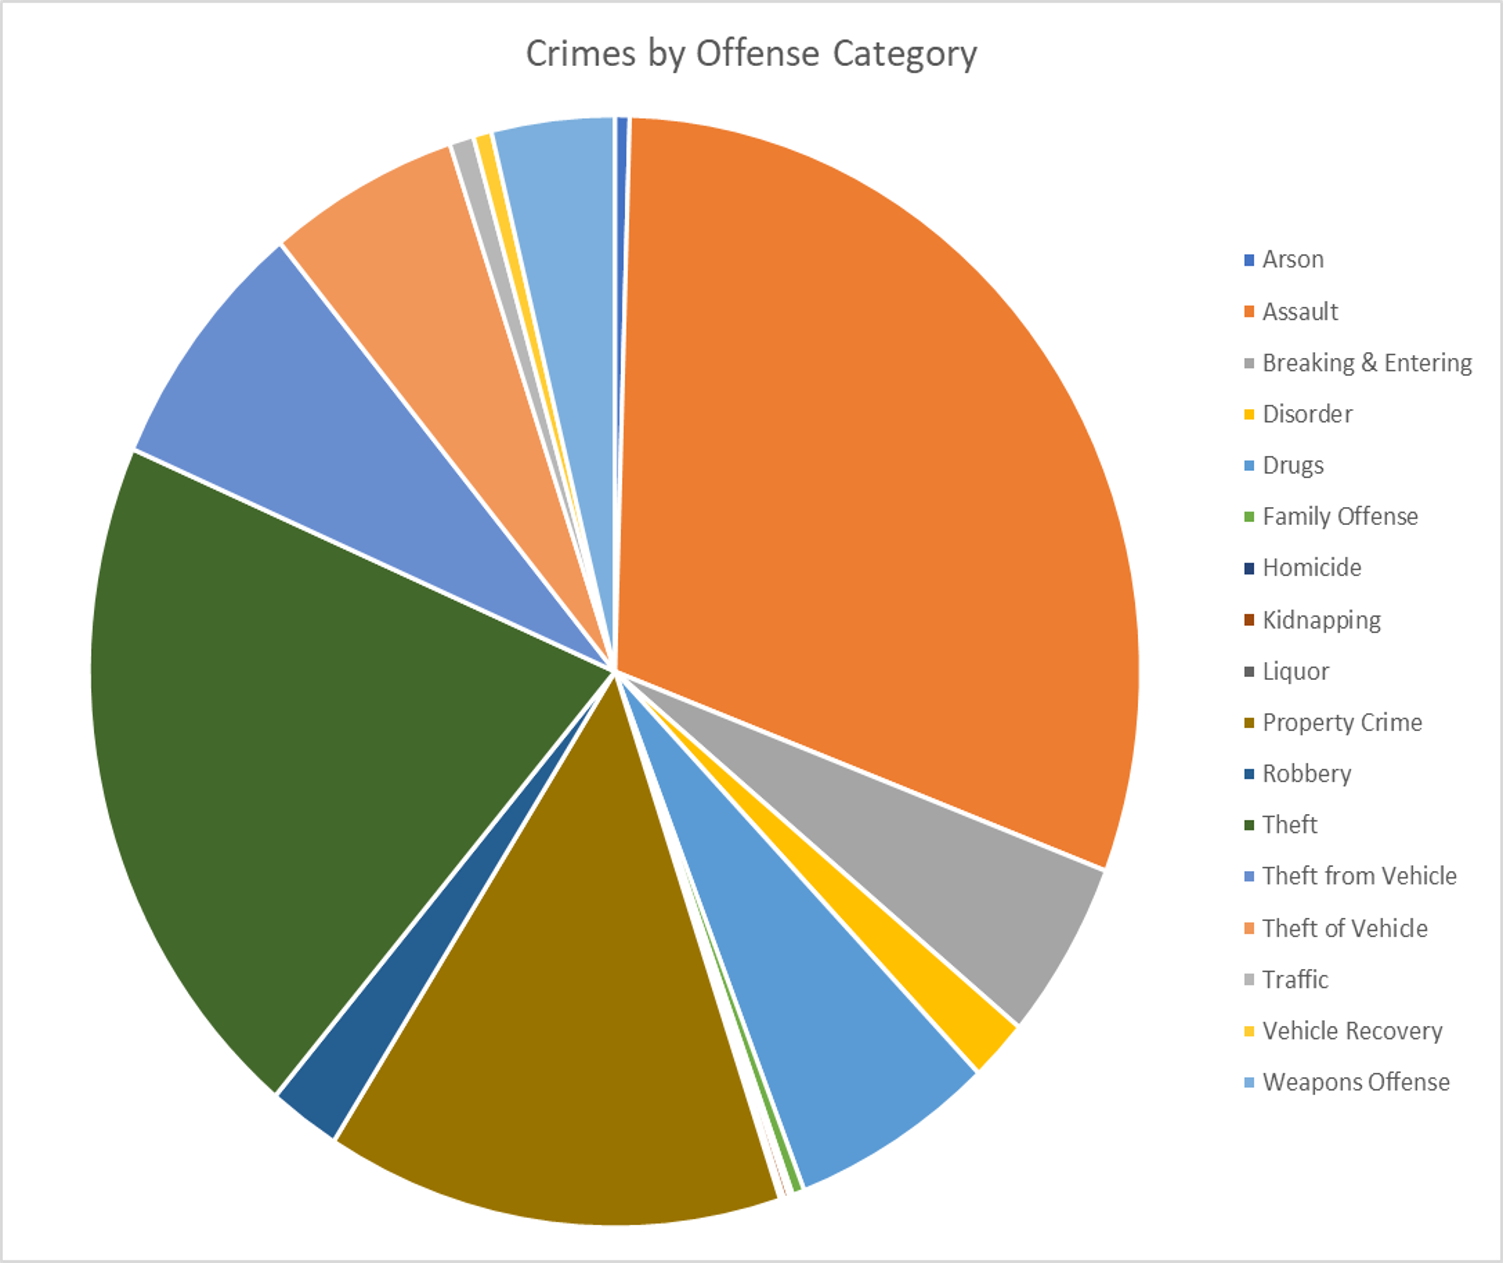 Crimes by Offense Category
Arson
Assault
Breaking & Entering
Disorder
Drugs
Family Offense
Homicide
Kidnapping
Liquor
Property Crime
Robbery
Theft
Theft from Vehicle
Theft of Vehicle
Traffic
Vehicle Recovery
Weapons Offense